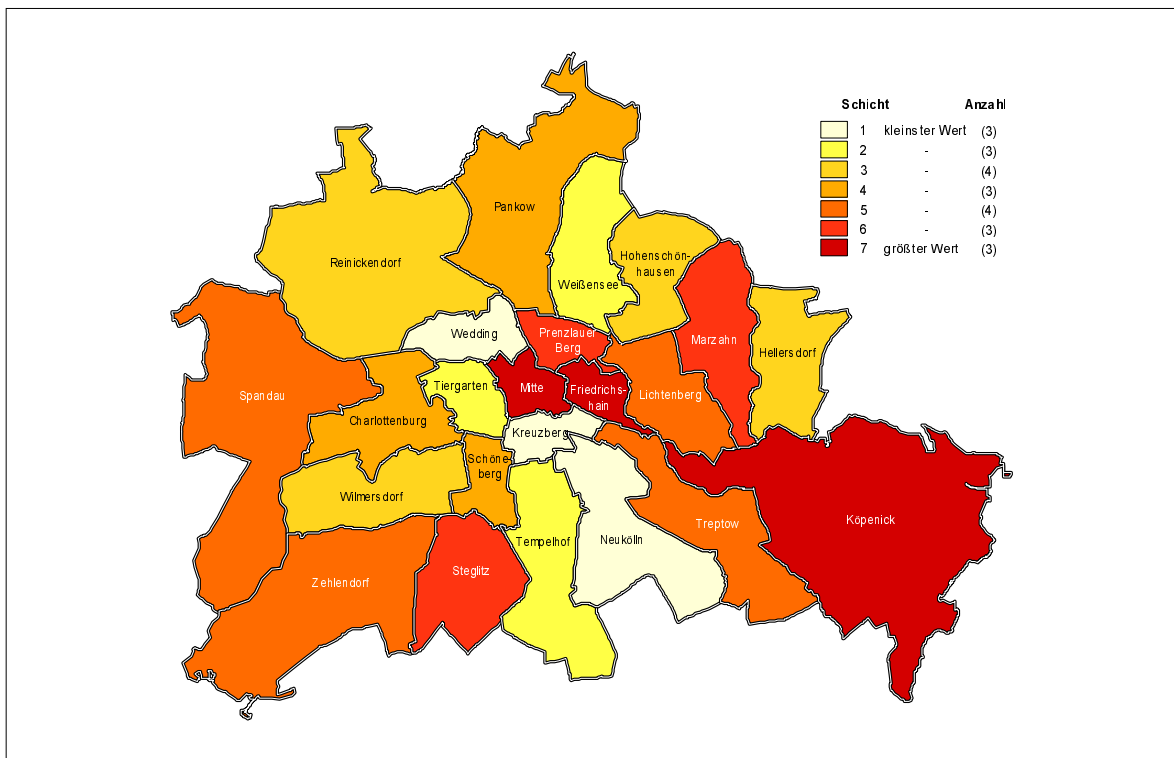 Schicht Anzahl
1 kleinster Wert (3)
2 - (3)
3 - (4)
4 - (3)
5 - (4)
6 - (3)
7 größter Wert (3)
Pankow
Reinickendorf
Hohenschön-
hausen
Weißensee
Wedding
Prenzlauer
Berg
Marzahn
Hellersdorf
Spandau
Tiergarten
Mitte
Friedrichs-
hain
Lichtenberg
Charlottenburg
Kreuzberg
Schöne-
berg
Wilmersdorf
Tempelhof
Neukölln
Treptow
Köpenick
Zehlendorf
Steglitz